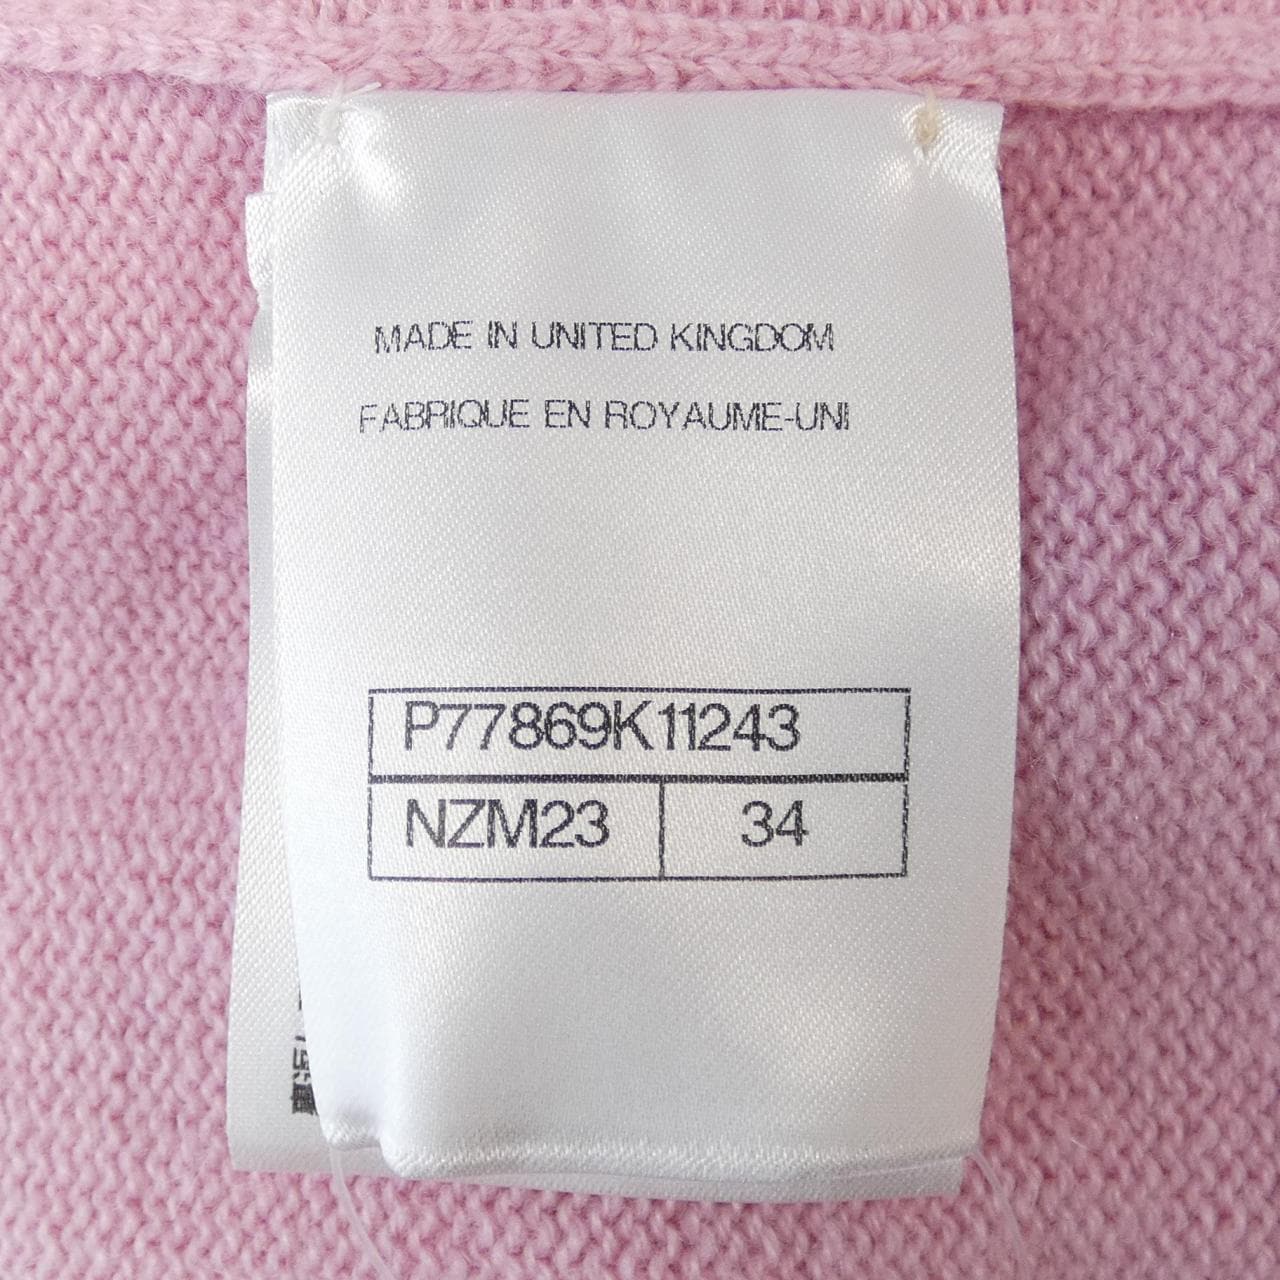 MADE IN UNITED KINGDOM
FABRIQUE EN ROYAUME-UNI
P77869K11243
NZM23 34